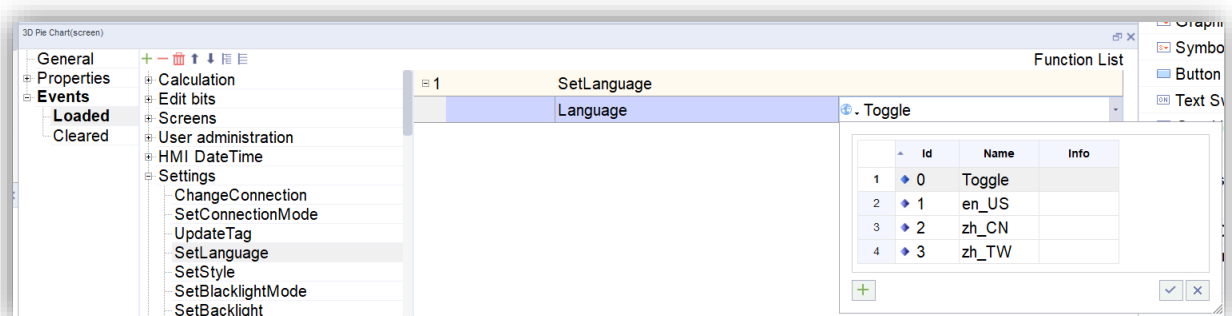 3D Pie Chart(screen)
General
Properties
Events
Loaded
Cleared
Function List
Calculation
Edit bits
Screens
User administration
HMI DateTime
Settings
ChangeConnection
SetConnectionMode
UpdateTag
SetLanguage
SetStyle
SetBlacklightMode
SetBacklight
1 SetLanguage
Language Toggle
Id Name Info
1 0 Toggle
2 1 en_US
3 2 zh_CN
4 3 zh_TW
Symbo
Button
Text Sw